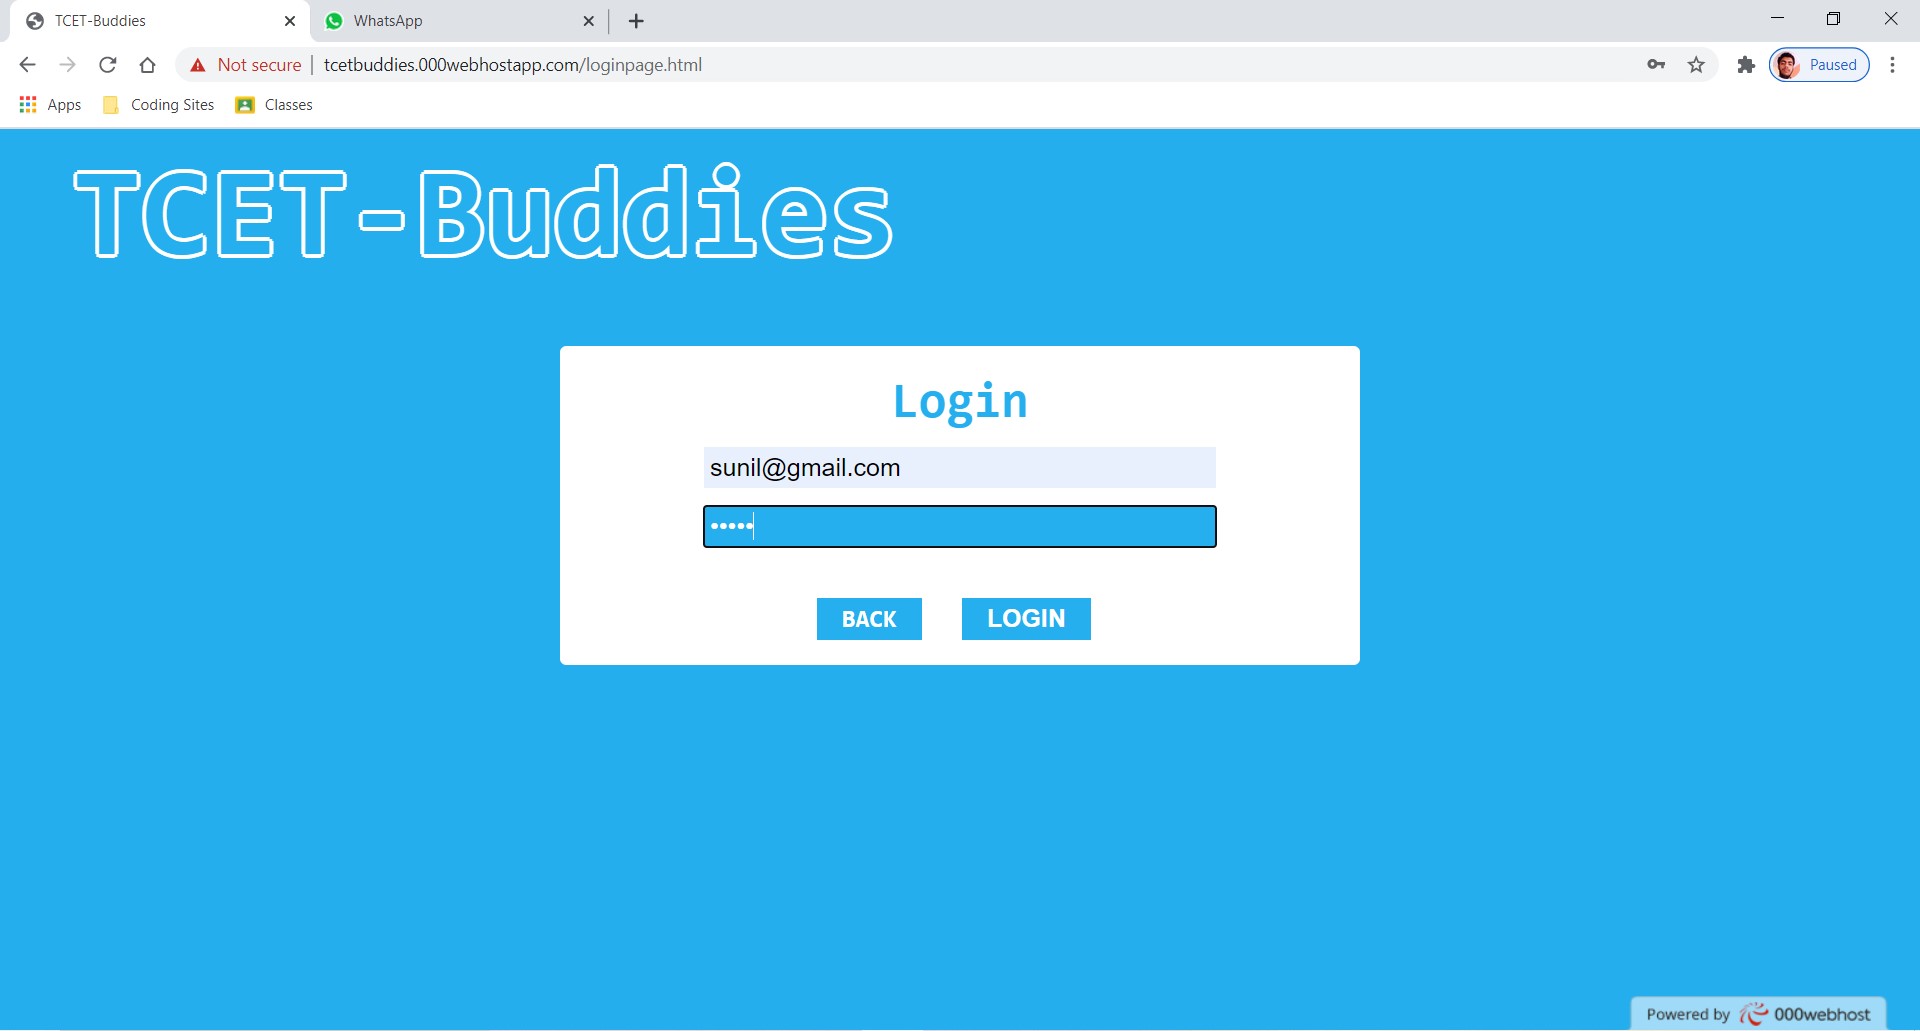 TCET-Buddies
WhatsApp
Not secure
tcetbuddies.000webhostapp.com/loginpage.html
Paused
Apps
Coding Sites
Classes
TCET-Buddies
Login
sunil@gmail.com
•••••
BACK
LOGIN
Powered by 000webhost